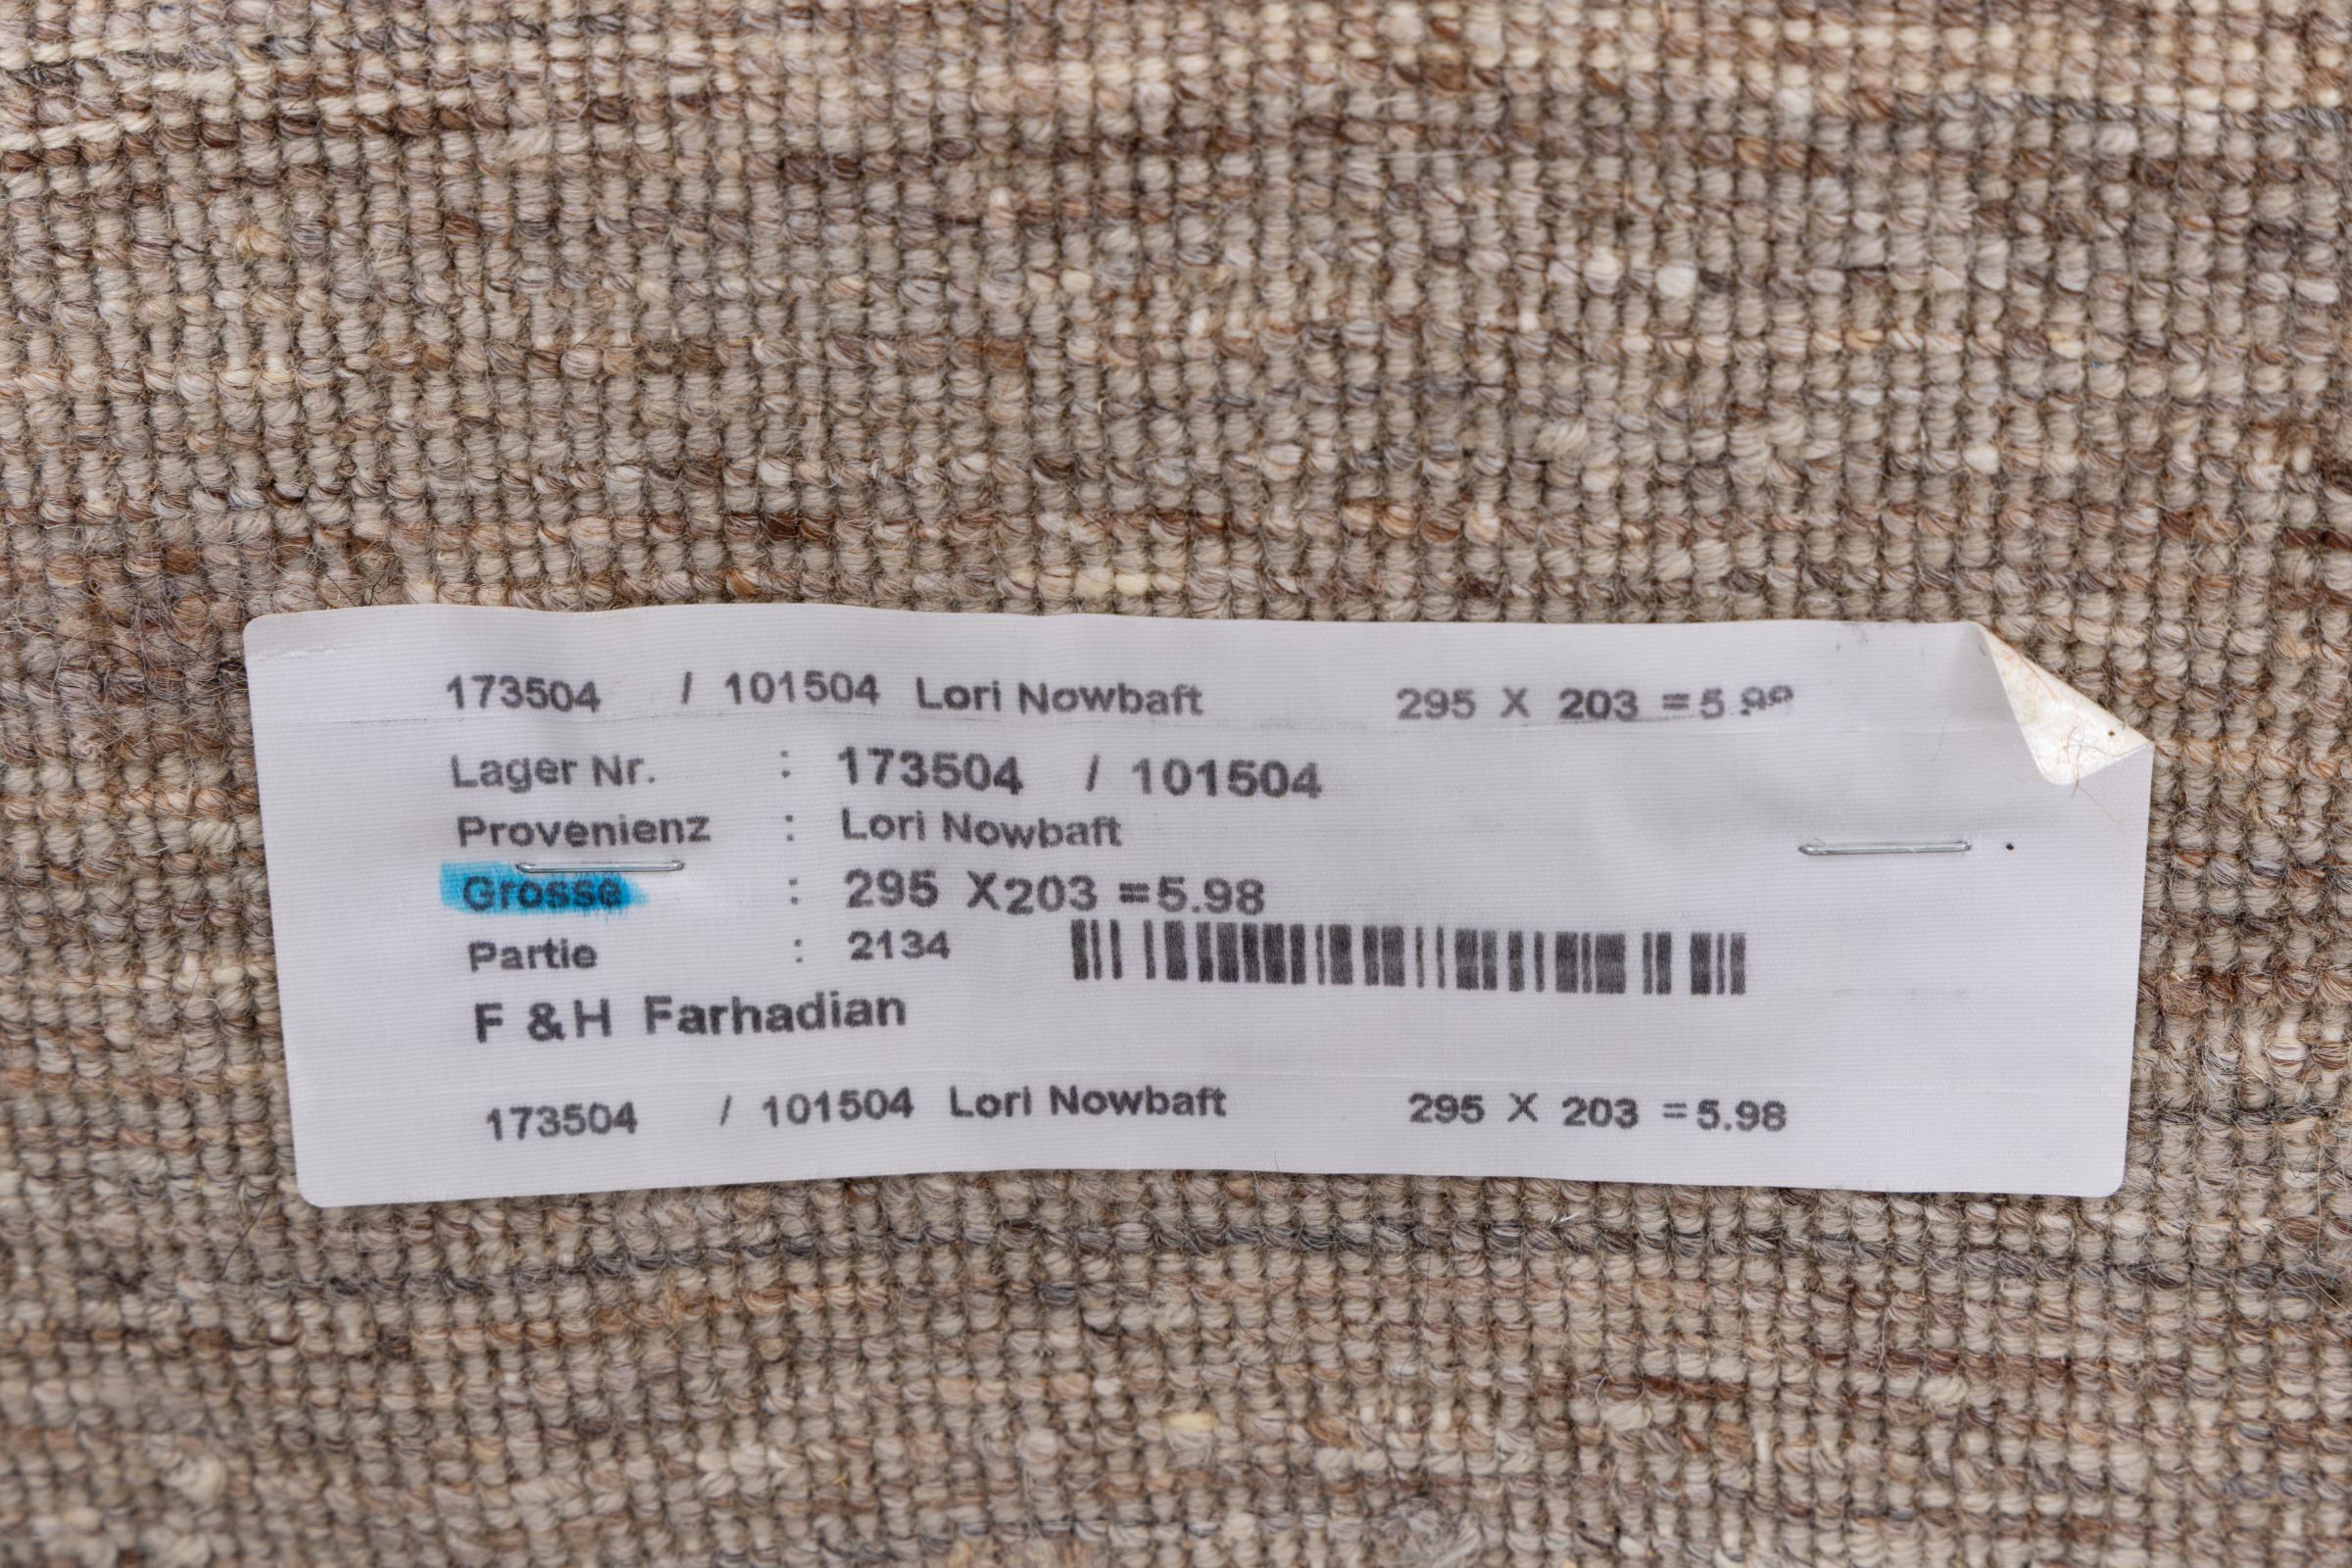 173504 / 101504 Lori Nowbaft 295 X 203 =5.98
Lager Nr. : 173504 / 101504
Provenienz : Lori Nowbaft
Grosse : 295 X203 =5.98
Partie : 2134
F &H Farhadian
173504 / 101504 Lori Nowbaft 295 X 203 =5.98